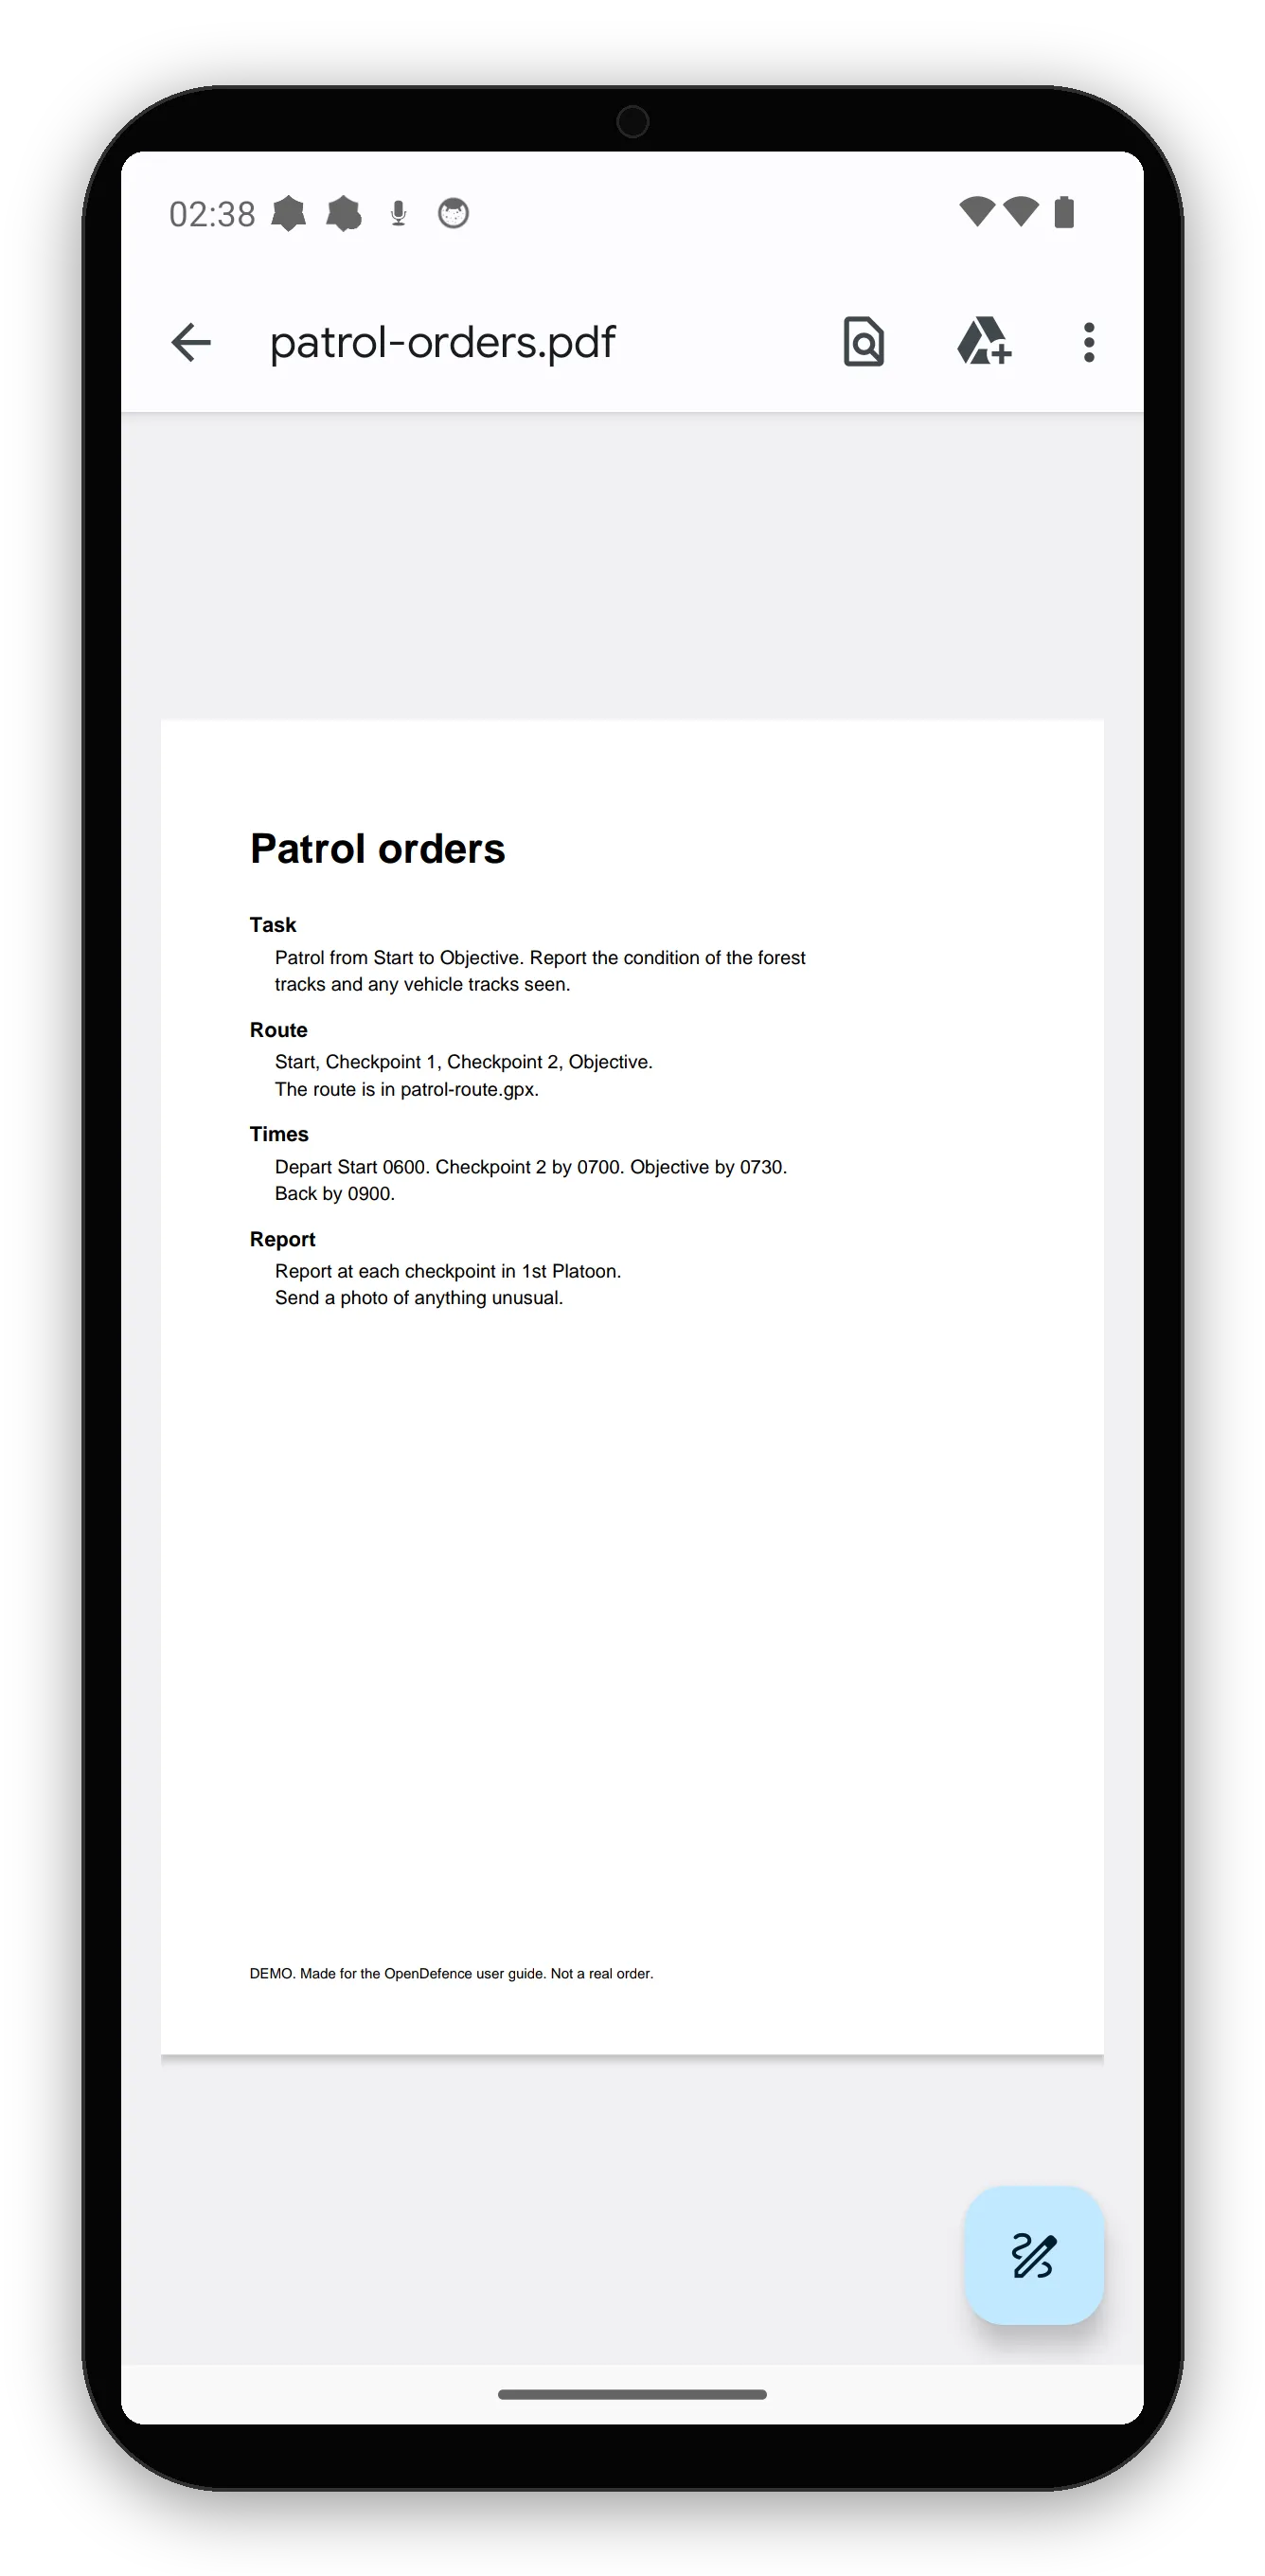 02:38
patrol-orders.pdf
Patrol orders
Task
Patrol from Start to Objective. Report the condition of the forest
tracks and any vehicle tracks seen.
Route
Start, Checkpoint 1, Checkpoint 2, Objective.
The route is in patrol-route.gpx.
Times
Depart Start 0600. Checkpoint 2 by 0700. Objective by 0730.
Back by 0900.
Report
Report at each checkpoint in 1st Platoon.
Send a photo of anything unusual.
DEMO. Made for the OpenDefence user guide. Not a real order.